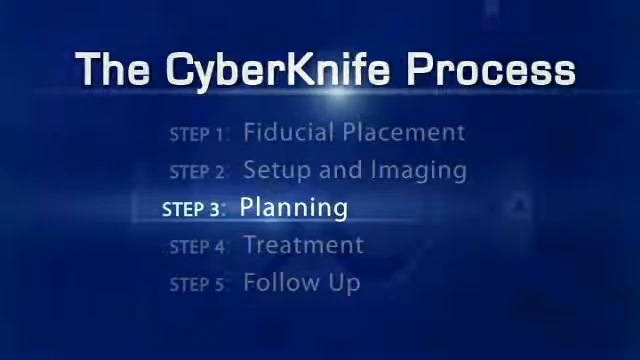 The CyberKnife Process
STEP 1: Fiducial Placement
STEP 2: Setup and Imaging
STEP 3: Planning
STEP 4: Treatment
STEP 5: Follow Up